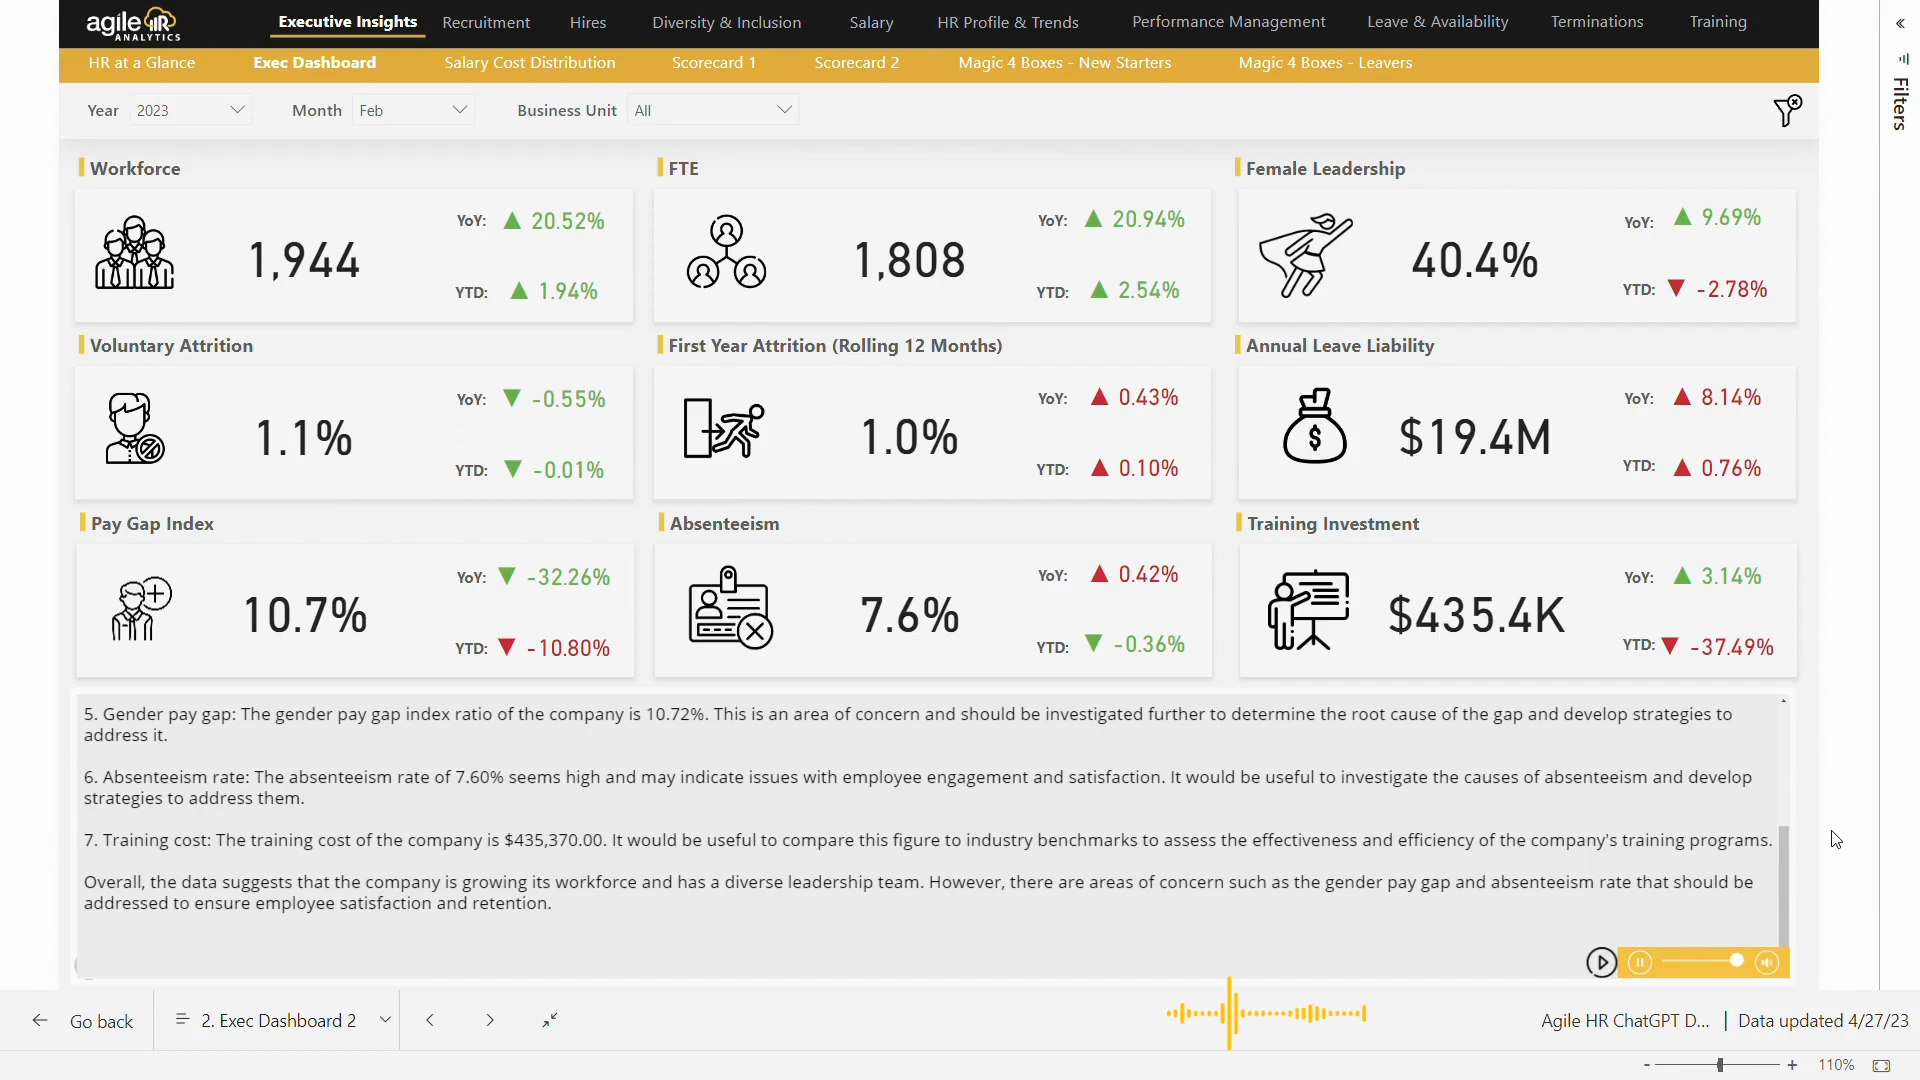 agile HR
ANALYTICS
Executive Insights
Recruitment
Hires
Diversity & Inclusion
Salary
HR Profile & Trends
Performance Management
Leave & Availability
Terminations
Training
HR at a Glance
Exec Dashboard
Salary Cost Distribution
Scorecard 1
Scorecard 2
Magic 4 Boxes - New Starters
Magic 4 Boxes - Leavers
Filters
Year 2023
Month Feb
Business Unit All
Workforce
1,944
YoY: ▲ 20.52%
YTD: ▲ 1.94%
FTE
1,808
YoY: ▲ 20.94%
YTD: ▲ 2.54%
Female Leadership
40.4%
YoY: ▲ 9.69%
YTD: ▼ -2.78%
Voluntary Attrition
1.1%
YoY: ▼ -0.55%
YTD: ▼ -0.01%
First Year Attrition (Rolling 12 Months)
1.0%
YoY: ▲ 0.43%
YTD: ▲ 0.10%
Annual Leave Liability
$
$19.4M
YoY: ▲ 8.14%
YTD: ▲ 0.76%
Pay Gap Index
10.7%
YoY: ▼ -32.26%
YTD: ▼ -10.80%
Absenteeism
7.6%
YoY: ▲ 0.42%
YTD: ▼ -0.36%
Training Investment
$435.4K
YoY: ▲ 3.14%
YTD: ▼ -37.49%
5. Gender pay gap: The gender pay gap index ratio of the company is 10.72%. This is an area of concern and should be investigated further to determine the root cause of the gap and develop strategies to
address it.
6. Absenteeism rate: The absenteeism rate of 7.60% seems high and may indicate issues with employee engagement and satisfaction. It would be useful to investigate the causes of absenteeism and develop
strategies to address them.
7. Training cost: The training cost of the company is $435,370.00. It would be useful to compare this figure to industry benchmarks to assess the effectiveness and efficiency of the company's training programs.
Overall, the data suggests that the company is growing its workforce and has a diverse leadership team. However, there are areas of concern such as the gender pay gap and absenteeism rate that should be
addressed to ensure employee satisfaction and retention.
Go back
2. Exec Dashboard 2
Agile HR ChatGPT D... | Data updated 4/27/23
- + 110%